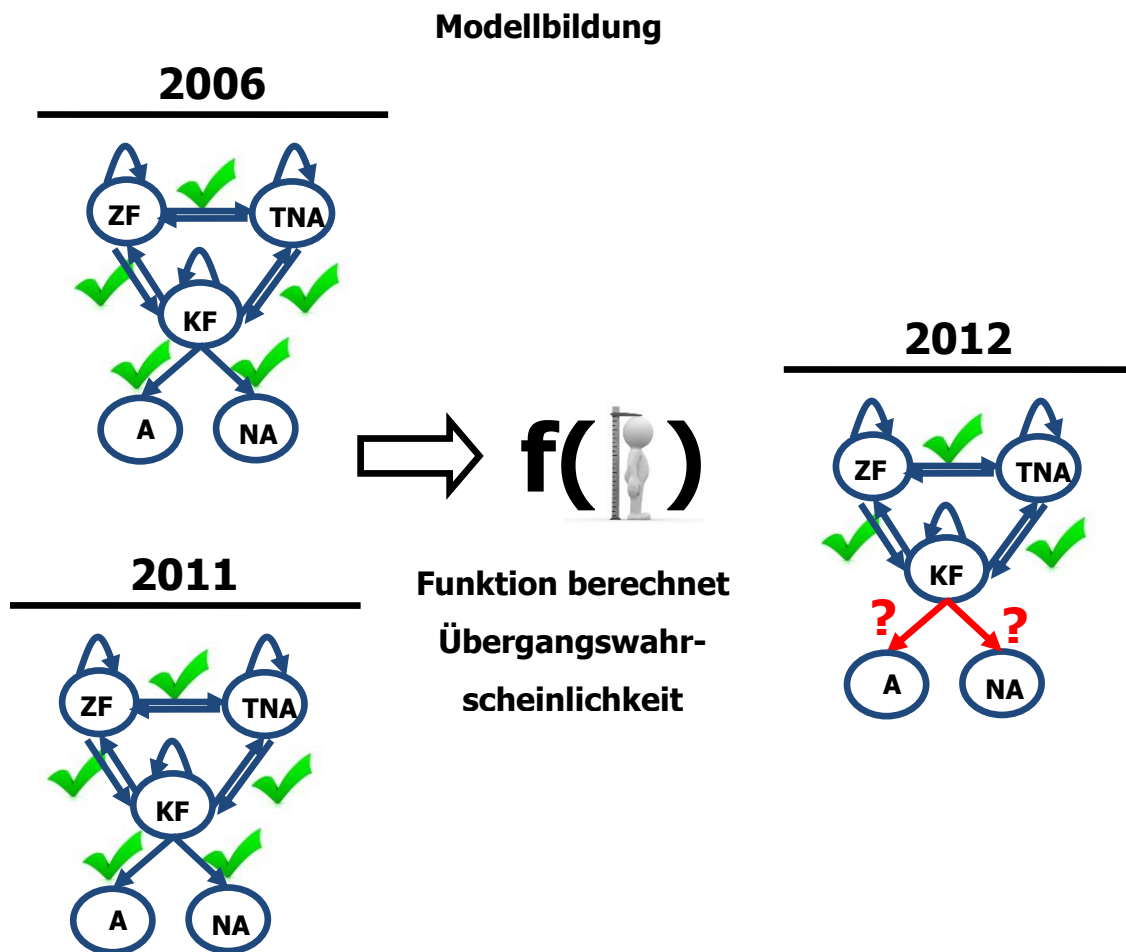 Modellbildung
2006
ZF
TNA
KF
A
NA
2011
ZF
TNA
KF
A
NA
f( )
Funktion berechnet
Übergangswahr-
scheinlichkeit
2012
ZF
TNA
KF
? ?
A
NA